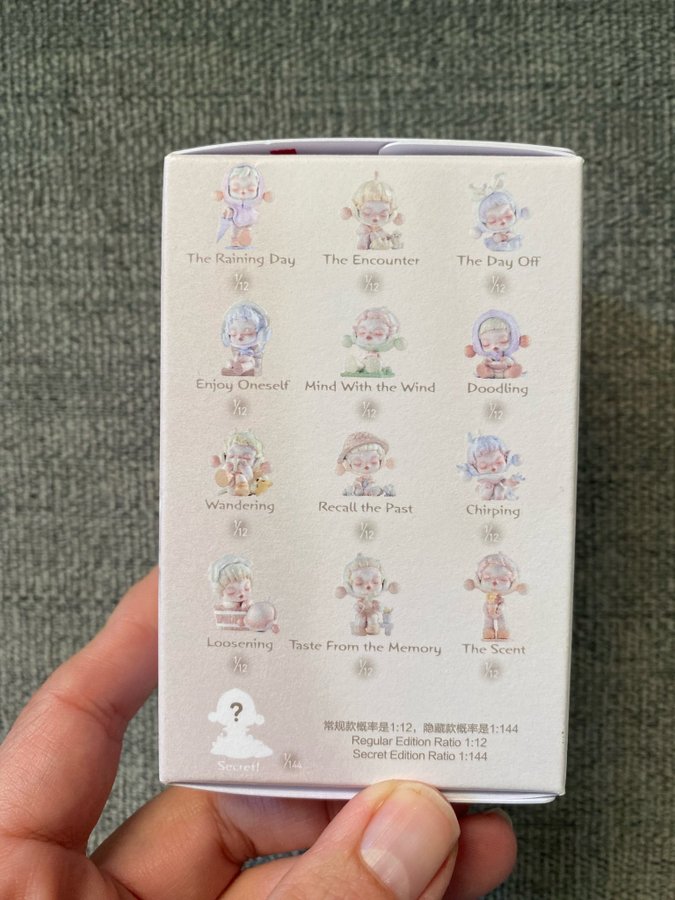 The Raining Day The Encounter The Day Off
1/12 1/12 1/12
Enjoy Oneself Mind With the Wind Doodling
1/12 1/12 1/12
Wandering Recall the Past Chirping
1/12 1/12 1/12
Loosening Taste From the Memory The Scent
1/12 1/12 1/12
?
Secret! 1/144
常规款概率是1:12，隐藏款概率是1:144
Regular Edition Ratio 1:12
Secret Edition Ratio 1:144